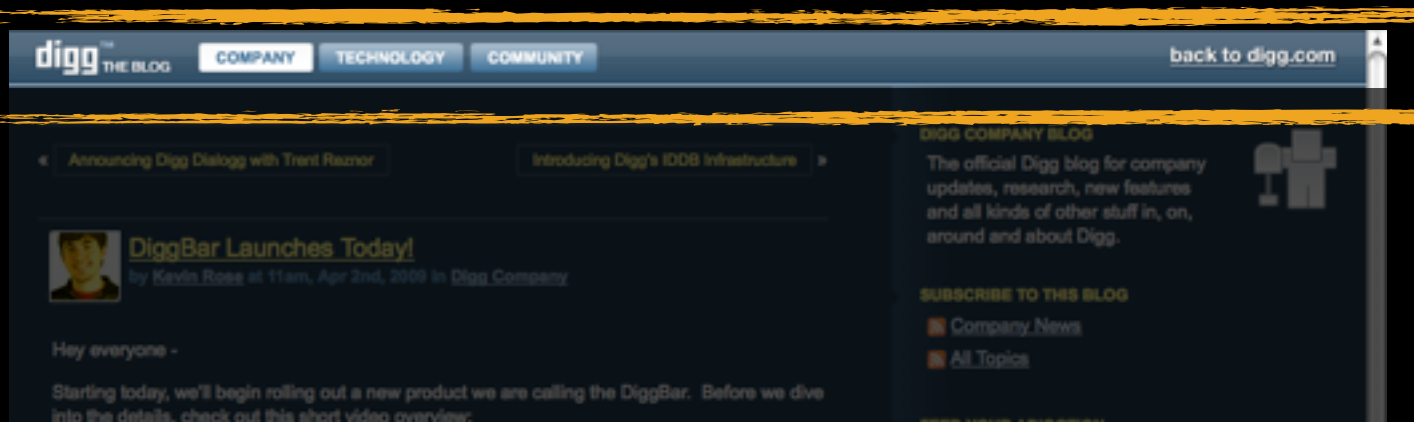 digg THE BLOG COMPANY TECHNOLOGY COMMUNITY back to digg.com
« Announcing Digg Dialogg with Trent Reznor Introducing Digg's IDDB Infrastructure »
DiggBar Launches Today!
by Kevin Rose at 11am, Apr 2nd, 2009 in Digg Company
Hey everyone -
Starting today, we'll begin rolling out a new product we are calling the DiggBar. Before we dive
into the details, check out this short video overview:
DIGG COMPANY BLOG
The official Digg blog for company
updates, research, new features
and all kinds of other stuff in, on,
around and about Digg.
SUBSCRIBE TO THIS BLOG
Company News
All Topics